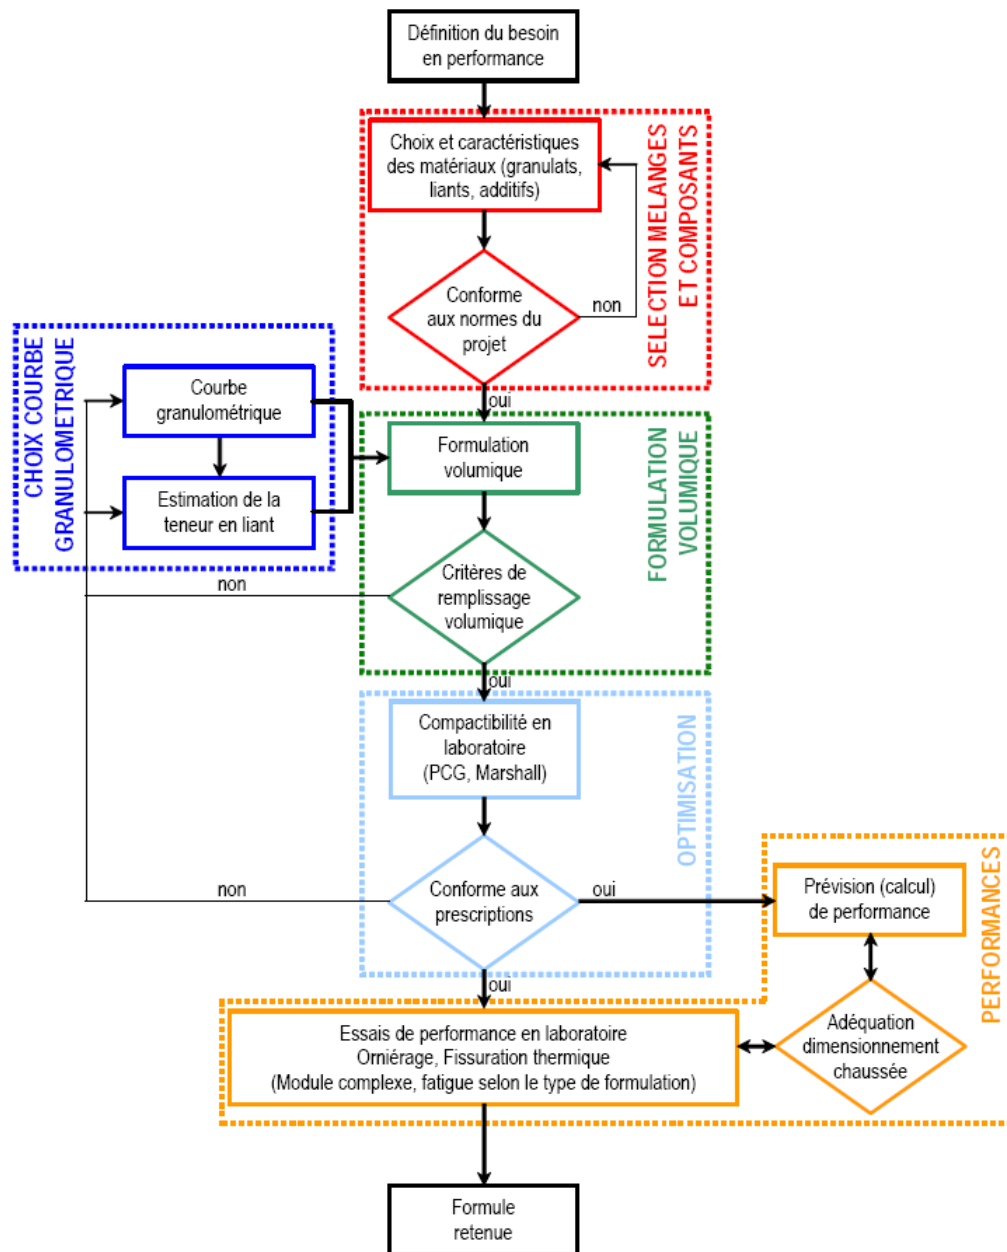 Définition du besoin
en performance
Choix et caractéristiques
des matériaux (granulats,
liants, additifs)
SELECTION MELANGES
ET COMPOSANTS
Conforme
aux normes du
projet
non
oui
CHOIX COURBE
GRANULOMETRIQUE
Courbe
granulométrique
Estimation de la
teneur en liant
Formulation
volumique
FORMULATION
VOLUMIQUE
Critères de
remplissage
volumique
non
oui
Compactibilité en
laboratoire
(PCG, Marshall)
OPTIMISATION
Conforme aux
prescriptions
non
oui
oui
Prévision (calcul)
de performance
PERFORMANCES
Adéquation
dimensionnement
chaussée
Essais de performance en laboratoire
Orniérage, Fissuration thermique
(Module complexe, fatigue selon le type de formulation)
Formule
retenue